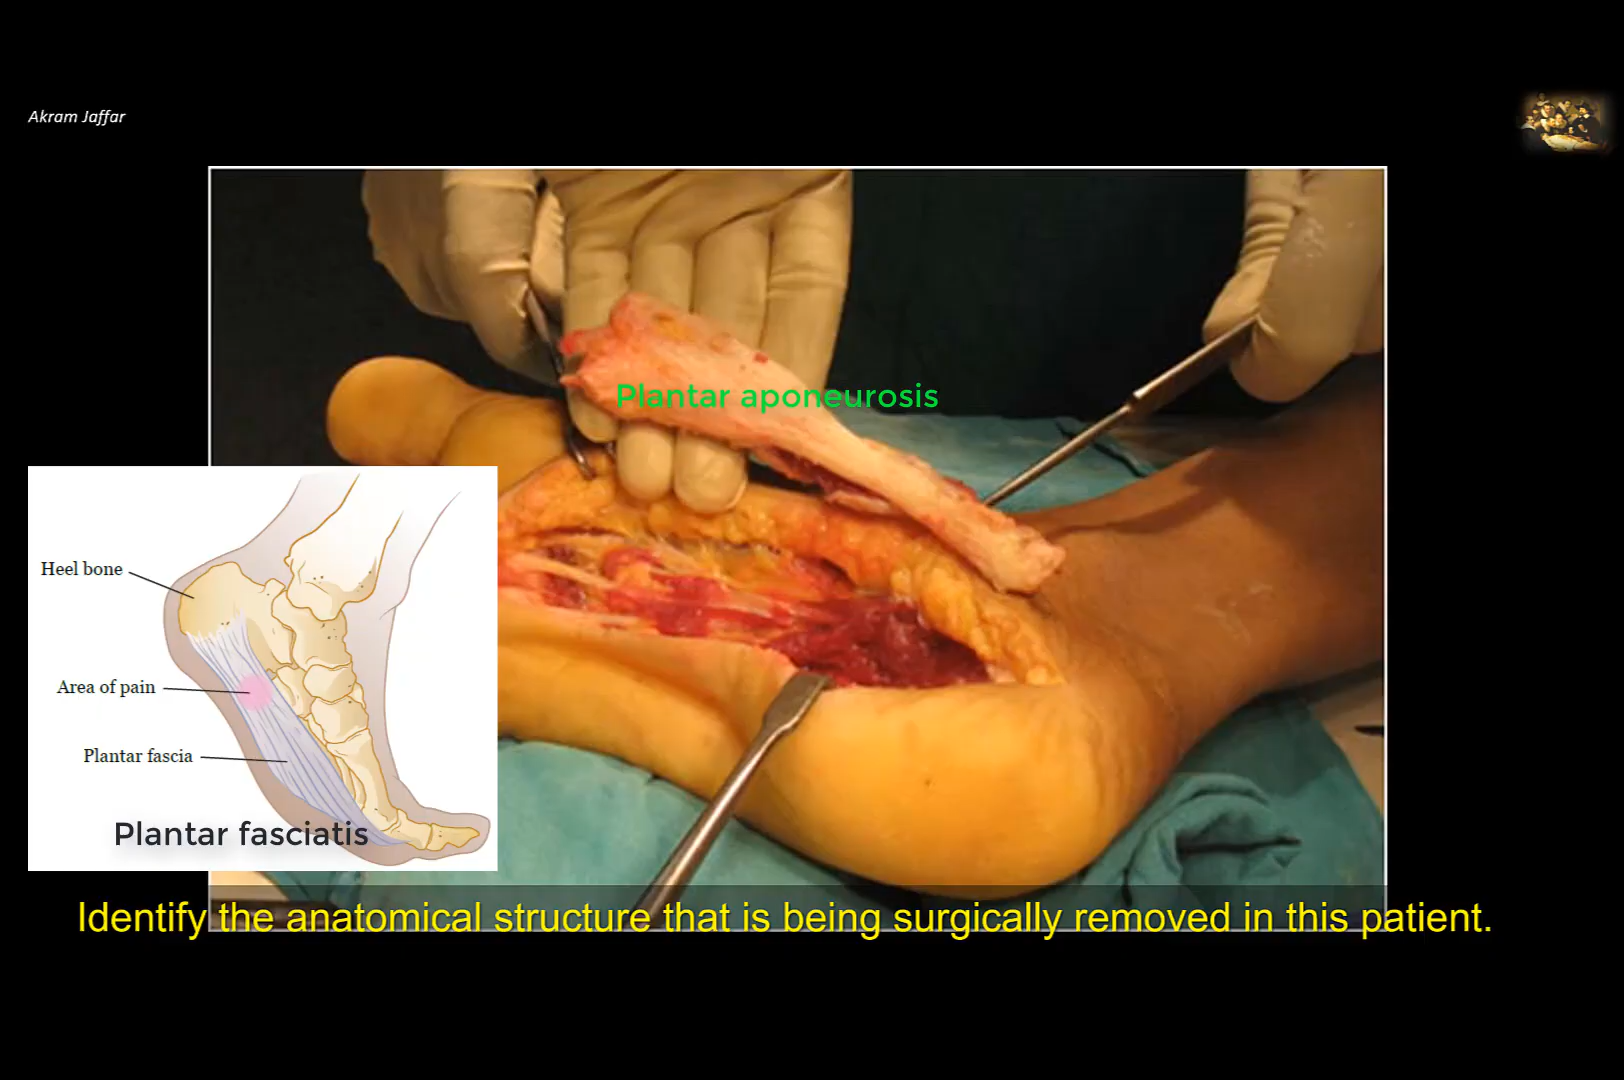 Akram Jaffar
Plantar aponeurosis
Heel bone
Area of pain
Plantar fascia
Plantar fasciatis
Identify the anatomical structure that is being surgically removed in this patient.